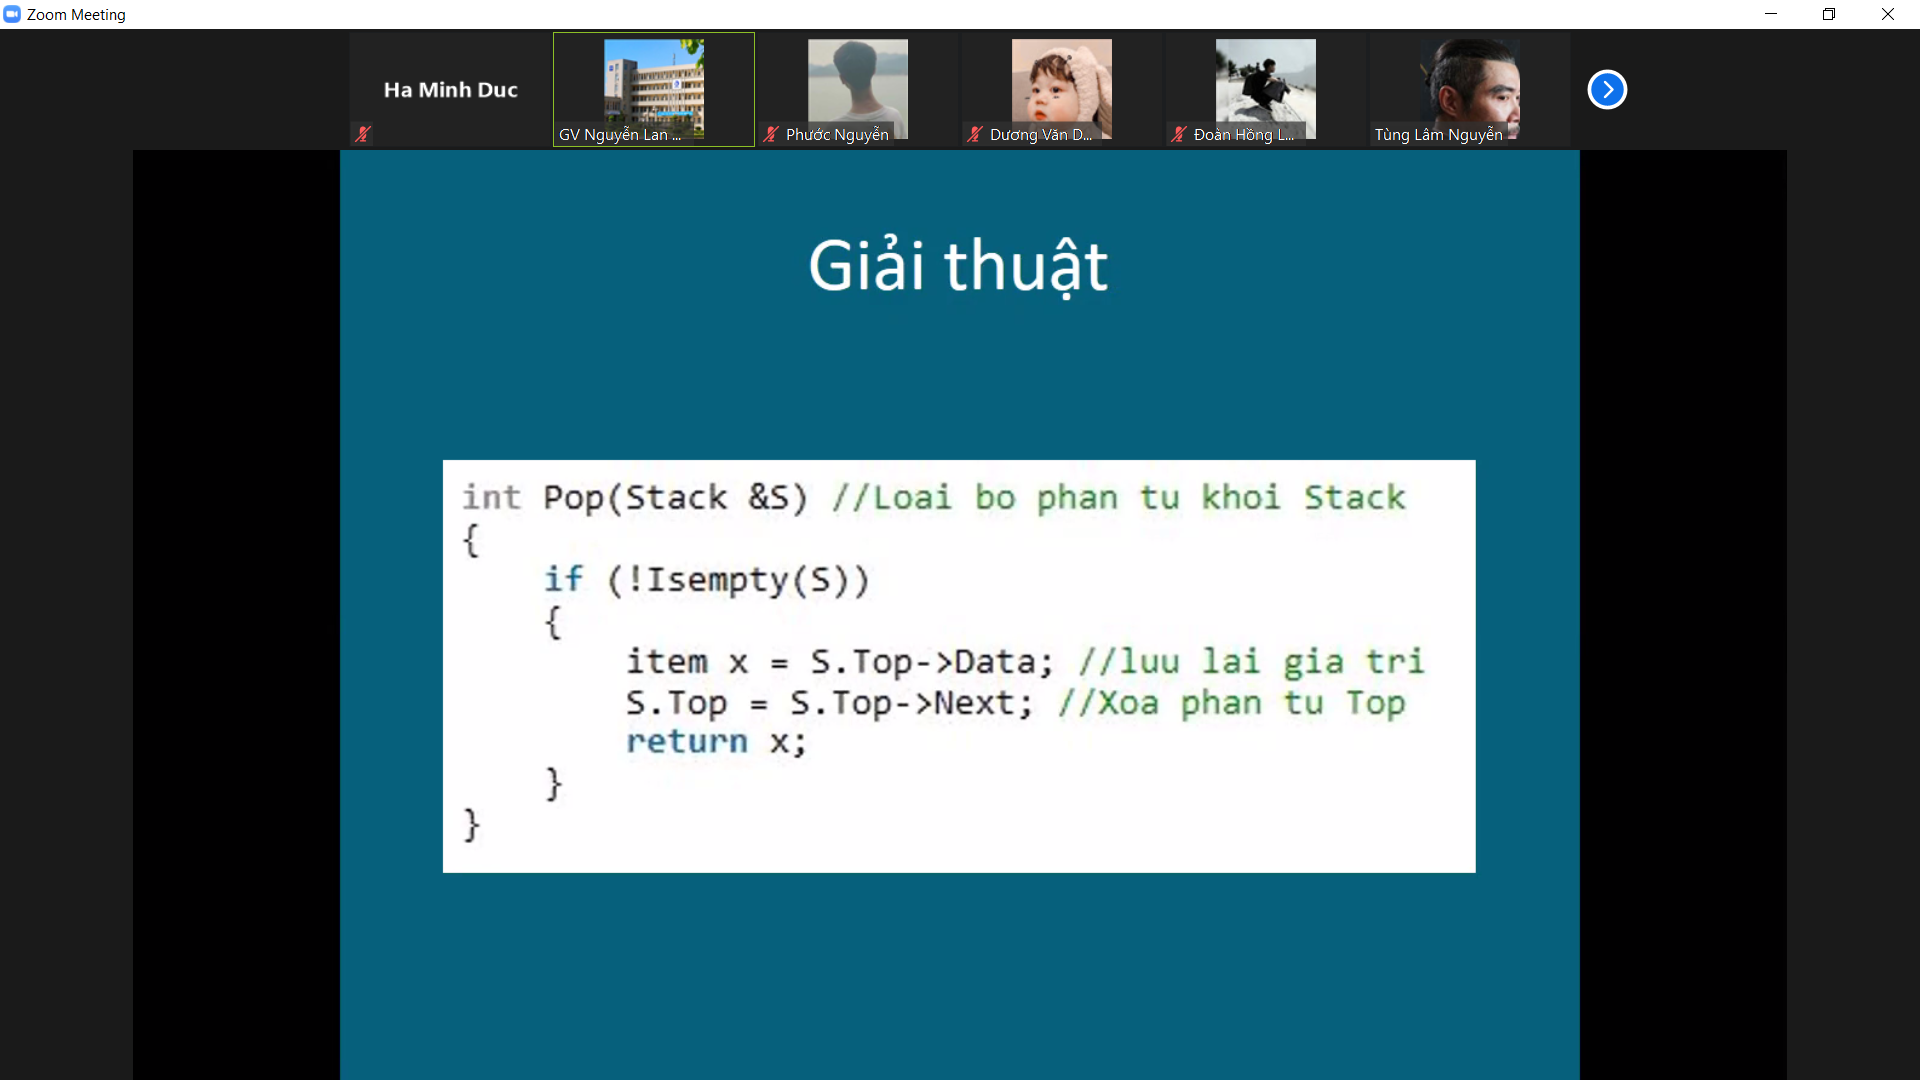 Zoom Meeting
Ha Minh Duc
GV Nguyễn Lan ...
Phước Nguyễn
Dương Văn D...
Đoàn Hồng L...
Tùng Lâm Nguyễn
Giải thuật
int Pop(Stack &S) //Loai bo phan tu khoi Stack
{
if (!Isempty(S))
{
item x = S.Top->Data; //luu lai gia tri
S.Top = S.Top->Next; //Xoa phan tu Top
return x;
}
}